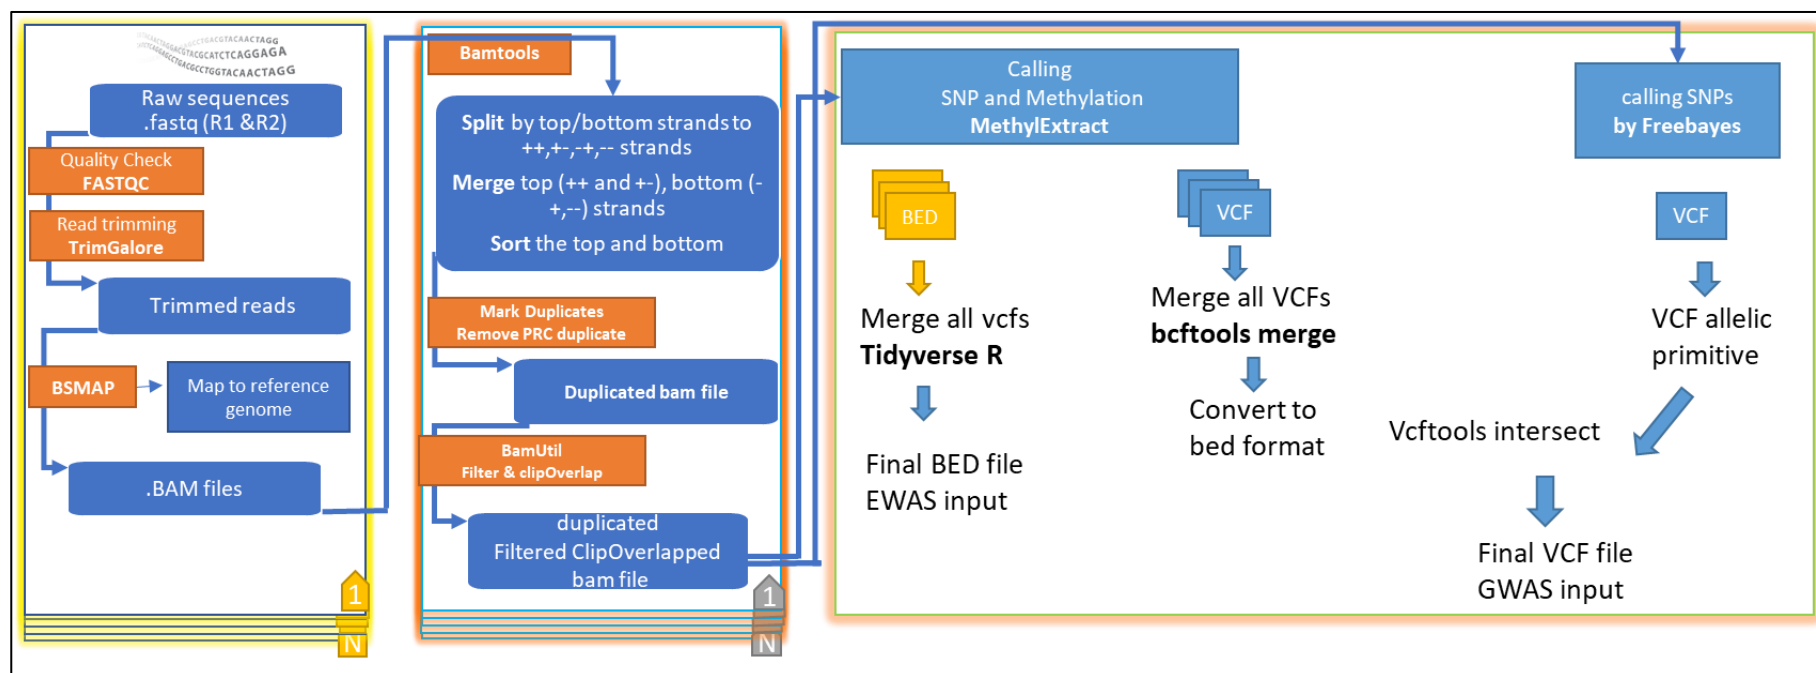 GCCTGACGTACAACTAGG
CTCAGGAGA
GCCTGGTACAACTAGG
Raw sequences
.fastq (R1 &R2)
Quality Check
FASTQC
Read trimming
TrimGalore
Trimmed reads
BSMAP
Map to reference
genome
.BAM files
1
N
Bamtools
Split by top/bottom strands to
++,+-,-+,-- strands
Merge top (++ and +-), bottom (-
+,--) strands
Sort the top and bottom
Mark Duplicates
Remove PRC duplicate
Duplicated bam file
BamUtil
Filter & clipOverlap
duplicated
Filtered ClipOverlapped
bam file
1
N
Calling
SNP and Methylation
MethylExtract
BED
Merge all vcfs
Tidyverse R
Final BED file
EWAS input
VCF
Merge all VCFs
bcftools merge
Convert to
bed format
calling SNPs
by Freebayes
VCF
VCF allelic
primitive
Vcftools intersect
Final VCF file
GWAS input